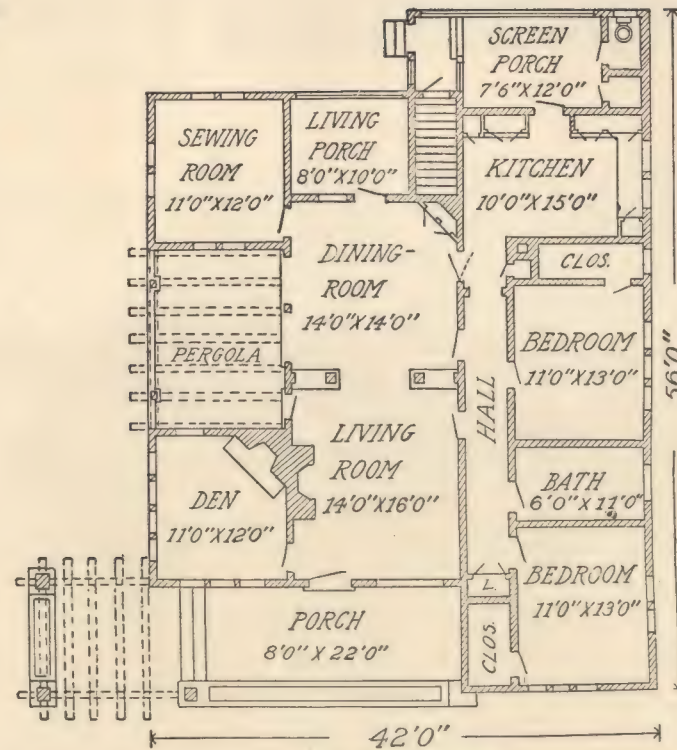 SCREEN
PORCH
7'6"X12'0"
SEWING
ROOM
11'0"X12'0"
LIVING
PORCH
8'0"X10'0"
KITCHEN
10'0"X15'0"
DINING-
ROOM
14'0"X14'0"
CLOS.
PERGOLA
BEDROOM
11'0"X13'0"
56'0"
HALL
LIVING
ROOM
14'0"X16'0"
DEN
11'0"X12'0"
BATH
6'0"X11'0"
L.
BEDROOM
11'0"X13'0"
PORCH
8'0" X 22'0"
CLOS.
42'0"